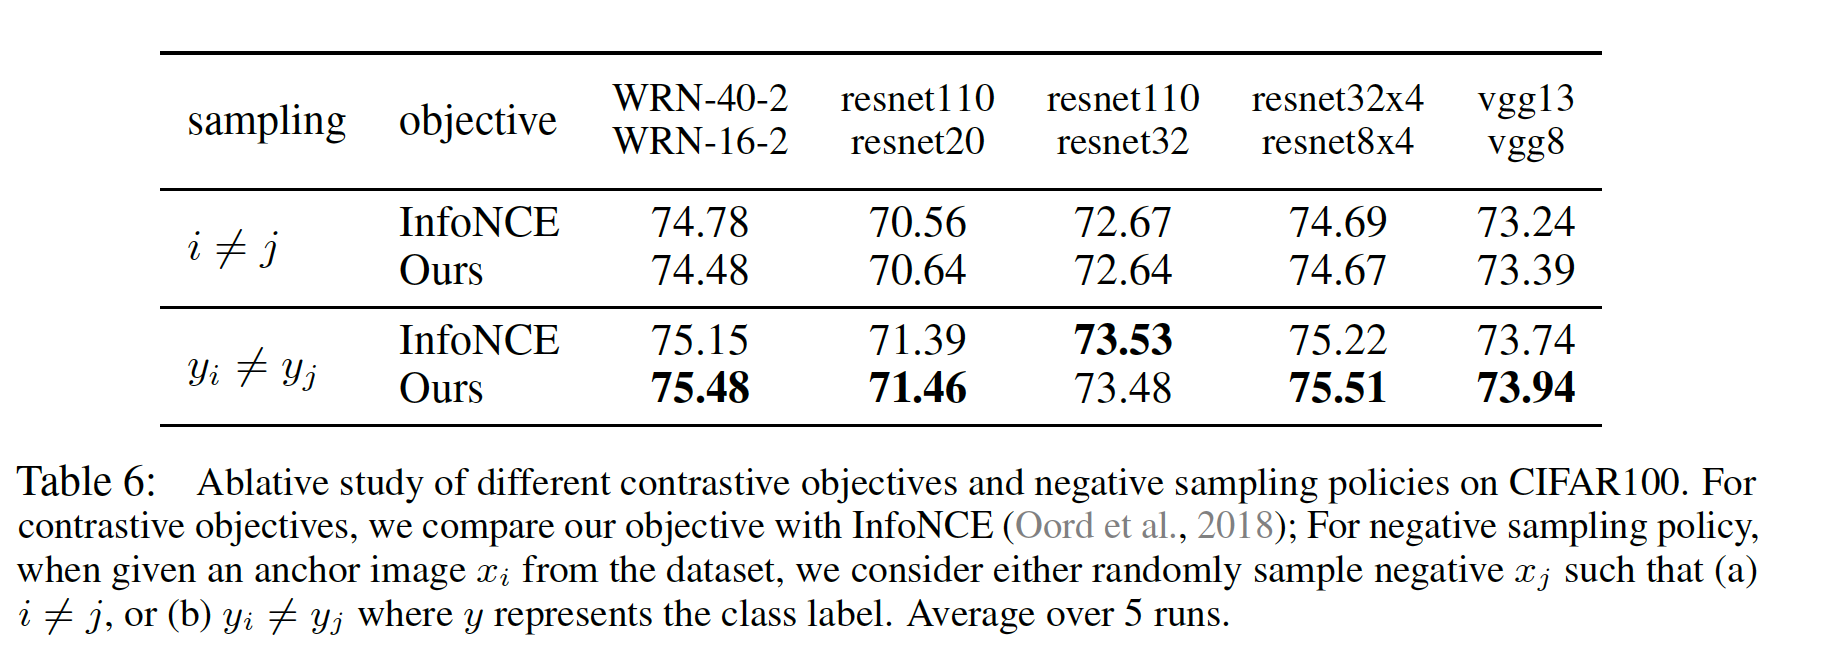 sampling objective WRN-40-2 resnet110 resnet110 resnet32x4 vgg13
WRN-16-2 resnet20 resnet32 resnet8x4 vgg8
i ≠ j InfoNCE 74.78 70.56 72.67 74.69 73.24
Ours 74.48 70.64 72.64 74.67 73.39
y_i ≠ y_j InfoNCE 75.15 71.39 73.53 75.22 73.74
Ours 75.48 71.46 73.48 75.51 73.94
Table 6: Ablative study of different contrastive objectives and negative sampling policies on CIFAR100. For
contrastive objectives, we compare our objective with InfoNCE (Oord et al., 2018); For negative sampling policy,
when given an anchor image x_i from the dataset, we consider either randomly sample negative x_j such that (a)
i ≠ j, or (b) y_i ≠ y_j where y represents the class label. Average over 5 runs.